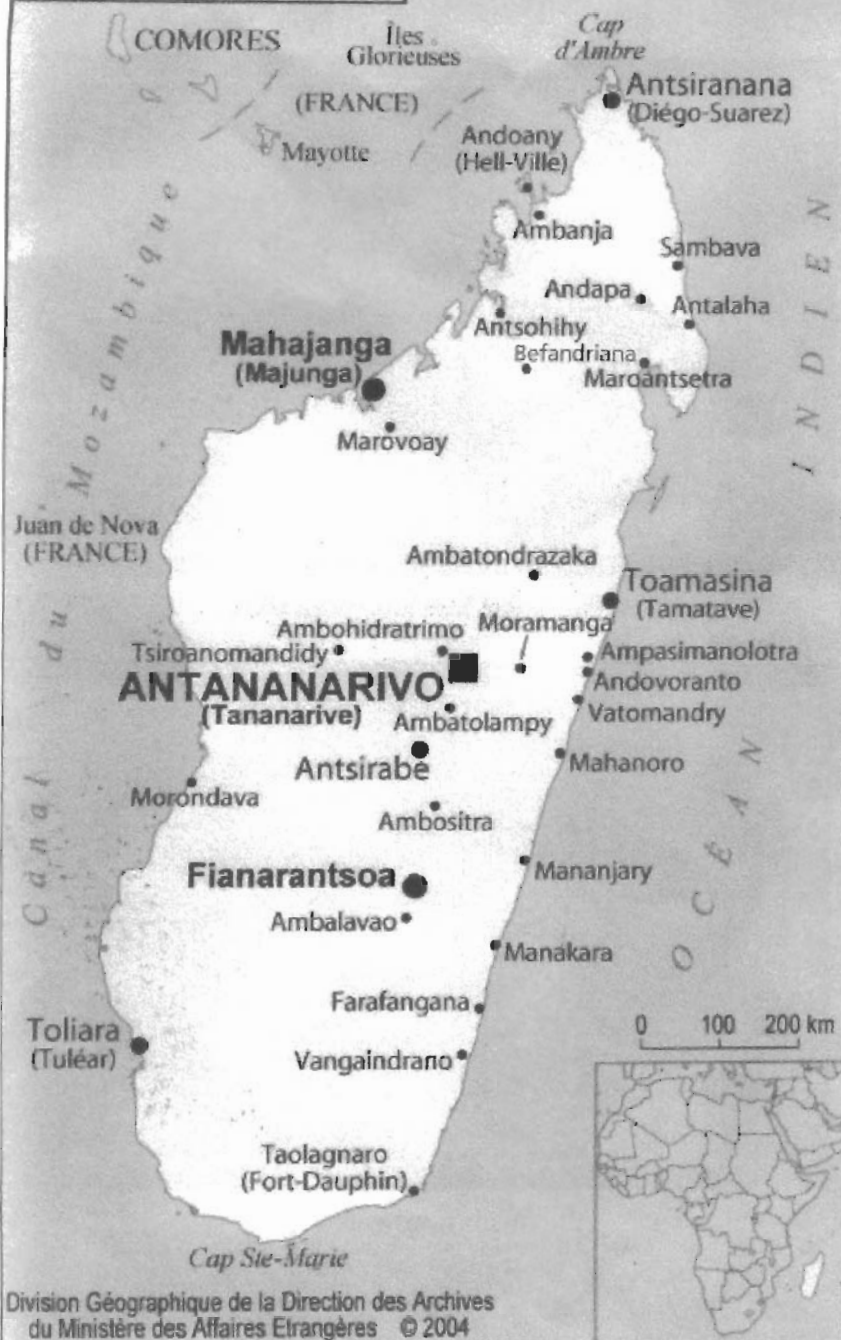 COMORES
Îles
Glorieuses
(FRANCE)
Mayotte
Cap
d'Ambre
Antsiranana
(Diégo-Suarez)
Andoany
(Hell-Ville)
Ambanja
Sambava
Andapa
Antalaha
Antsohihy
Befandriana
Maroantsetra
Mahajanga
(Majunga)
Marovoay
Canal du Mozambique
Juan de Nova
(FRANCE)
Ambatondrazaka
Toamasina
(Tamatave)
Ambohidratrimo
Moramanga
Tsiroanomandidy
Ampasimanolotra
ANTANANARIVO
(Tananarive)
Andovoranto
Vatomandry
Ambatolampy
Antsirabe
Mahanoro
Morondava
Ambositra
Fianarantsoa
Mananjary
Ambalavao
Manakara
OCÉAN INDIEN
Farafangana
Toliara
(Tuléar)
Vangaindrano
0 100 200 km
Taolagnaro
(Fort-Dauphin)
Cap Ste-Marie
Division Géographique de la Direction des Archives
du Ministère des Affaires Etrangères © 2004